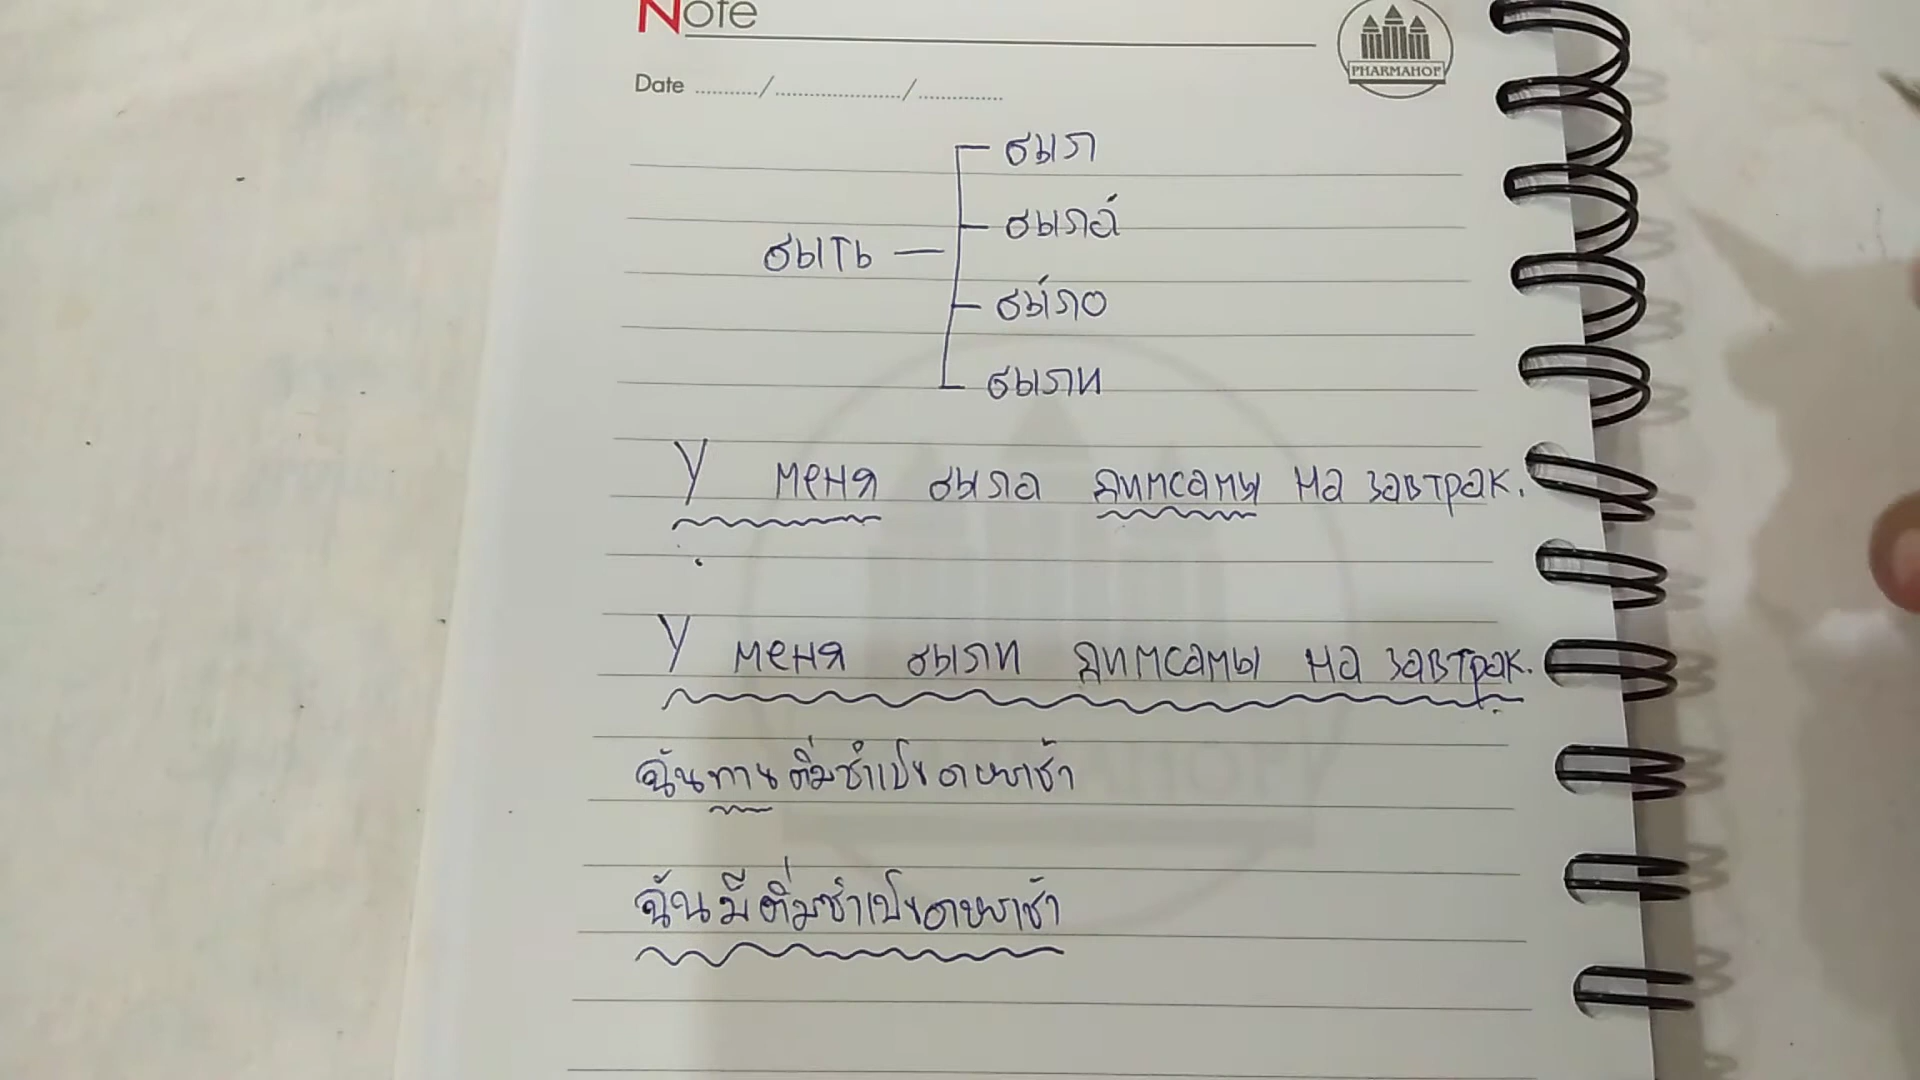 Note
Date ........../..................../.............
PHARMAHOF
был
быть — была́
бы́ло
были
У меня была димсамы на завтрак.
У меня были димсамы на завтрак.
ฉันทานติ่มซำเป็นอาหารเช้า
ฉันมีติ่มซำเป็นอาหารเช้า